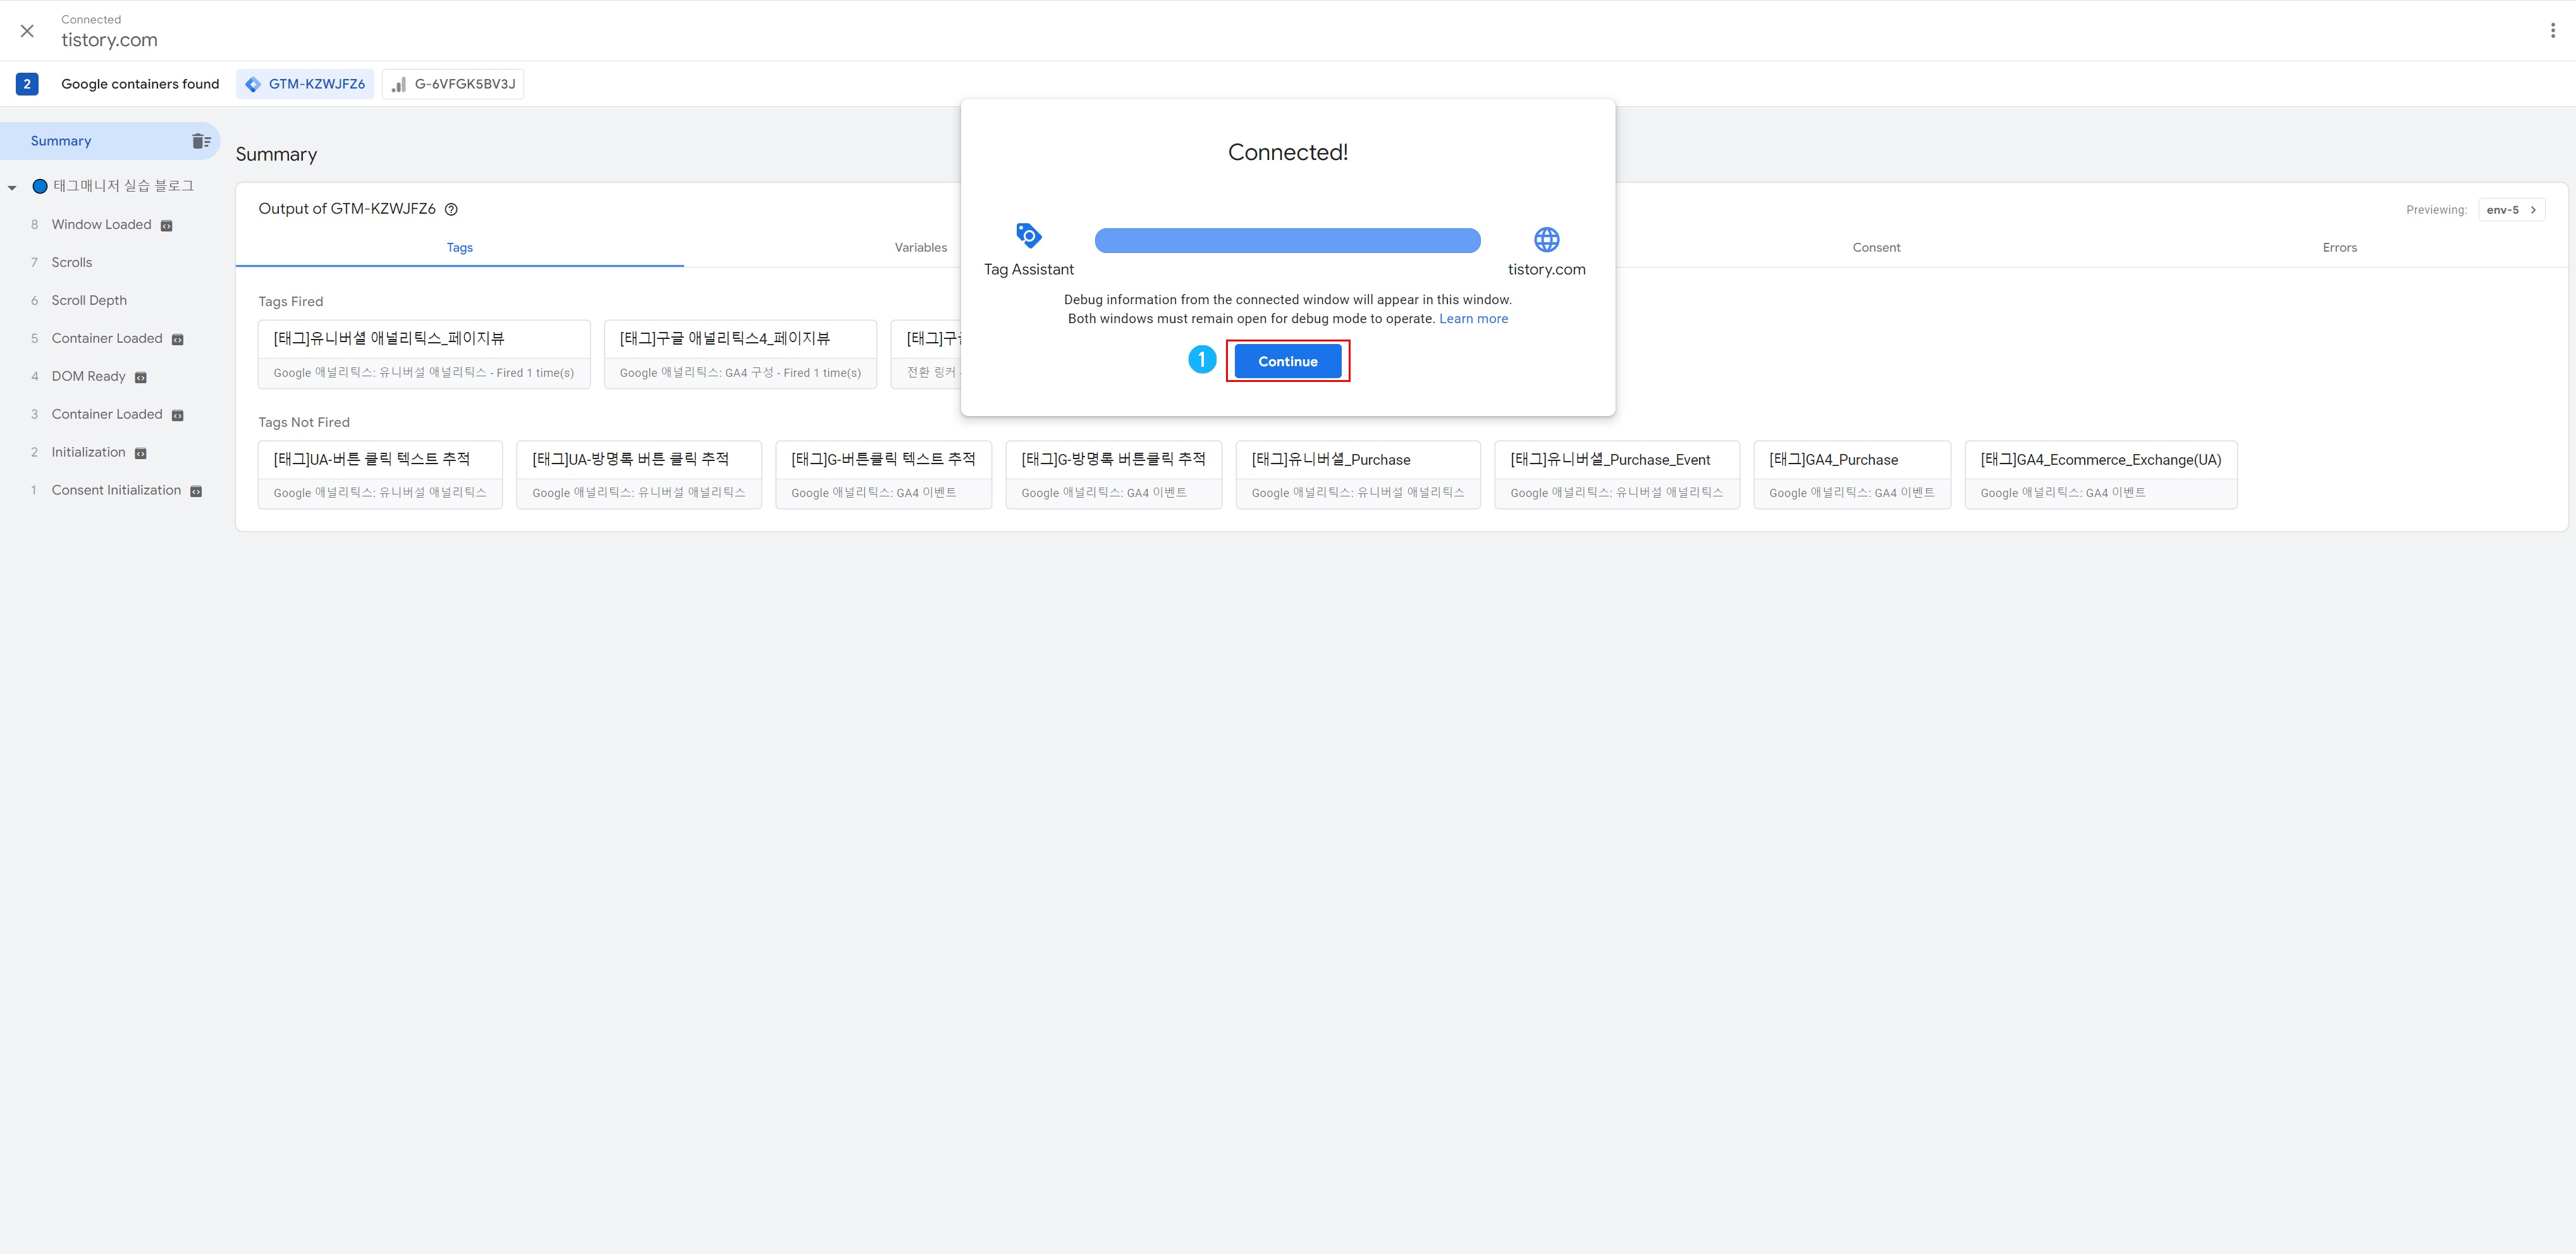 Connected
tistory.com
2 Google containers found GTM-KZWJFZ6 G-6VFGK5BV3J
Summary
태그매니저 실습 블로그
8 Window Loaded
7 Scrolls
6 Scroll Depth
5 Container Loaded
4 DOM Ready
3 Container Loaded
2 Initialization
1 Consent Initialization
Summary
Output of GTM-KZWJFZ6
Previewing: env-5
Tags Variables Consent Errors
Tags Fired
[태그]유니버셜 애널리틱스_페이지뷰
Google 애널리틱스: 유니버설 애널리틱스 - Fired 1 time(s)
[태그]구글 애널리틱스4_페이지뷰
Google 애널리틱스: GA4 구성 - Fired 1 time(s)
[태그]구글
전환 링커 -
Tags Not Fired
[태그]UA-버튼 클릭 텍스트 추적
Google 애널리틱스: 유니버설 애널리틱스
[태그]UA-방명록 버튼 클릭 추적
Google 애널리틱스: 유니버설 애널리틱스
[태그]G-버튼클릭 텍스트 추적
Google 애널리틱스: GA4 이벤트
[태그]G-방명록 버튼클릭 추적
Google 애널리틱스: GA4 이벤트
[태그]유니버셜_Purchase
Google 애널리틱스: 유니버설 애널리틱스
[태그]유니버셜_Purchase_Event
Google 애널리틱스: 유니버설 애널리틱스
[태그]GA4_Purchase
Google 애널리틱스: GA4 이벤트
[태그]GA4_Ecommerce_Exchange(UA)
Google 애널리틱스: GA4 이벤트
Connected!
Tag Assistant
tistory.com
Debug information from the connected window will appear in this window.
Both windows must remain open for debug mode to operate. Learn more
1 Continue